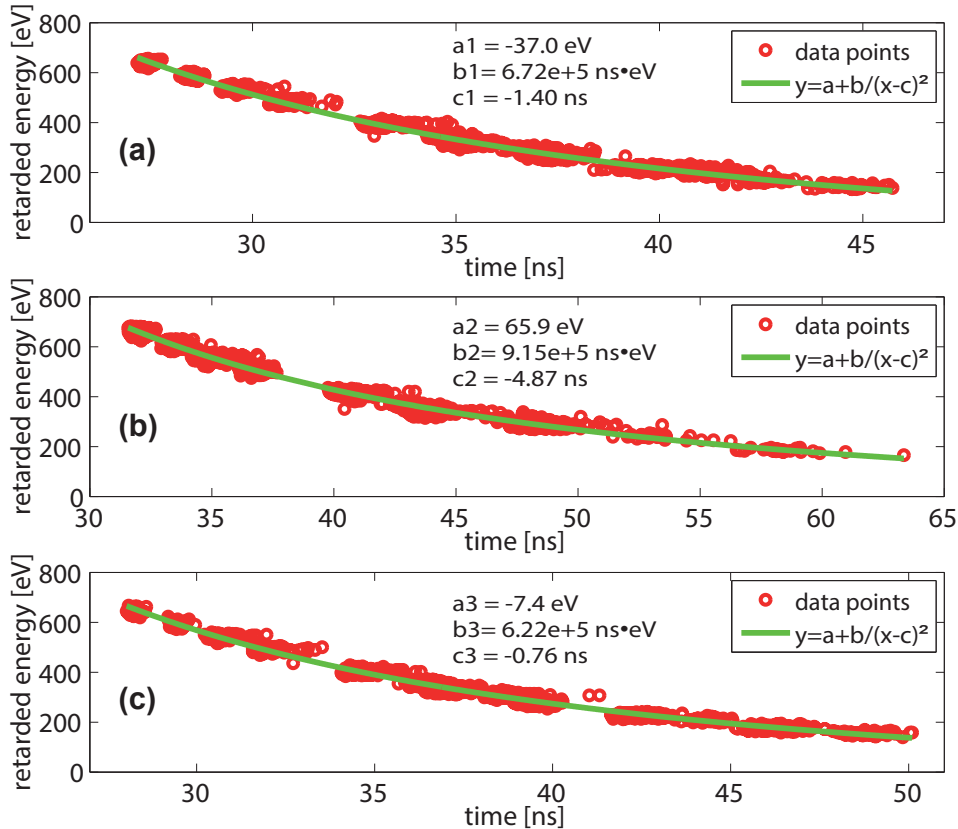 800
600
400
200
0
retarded energy [eV]
(a)
a1 = -37.0 eV
b1= 6.72e+5 ns•eV
c1 = -1.40 ns
data points
y=a+b/(x-c)²
30
35
40
45
time [ns]
800
600
400
200
0
retarded energy [eV]
(b)
a2 = 65.9 eV
b2= 9.15e+5 ns•eV
c2 = -4.87 ns
data points
y=a+b/(x-c)²
30
35
40
45
50
55
60
65
time [ns]
800
600
400
200
0
retarded energy [eV]
(c)
a3 = -7.4 eV
b3= 6.22e+5 ns•eV
c3 = -0.76 ns
data points
y=a+b/(x-c)²
30
35
40
45
50
time [ns]